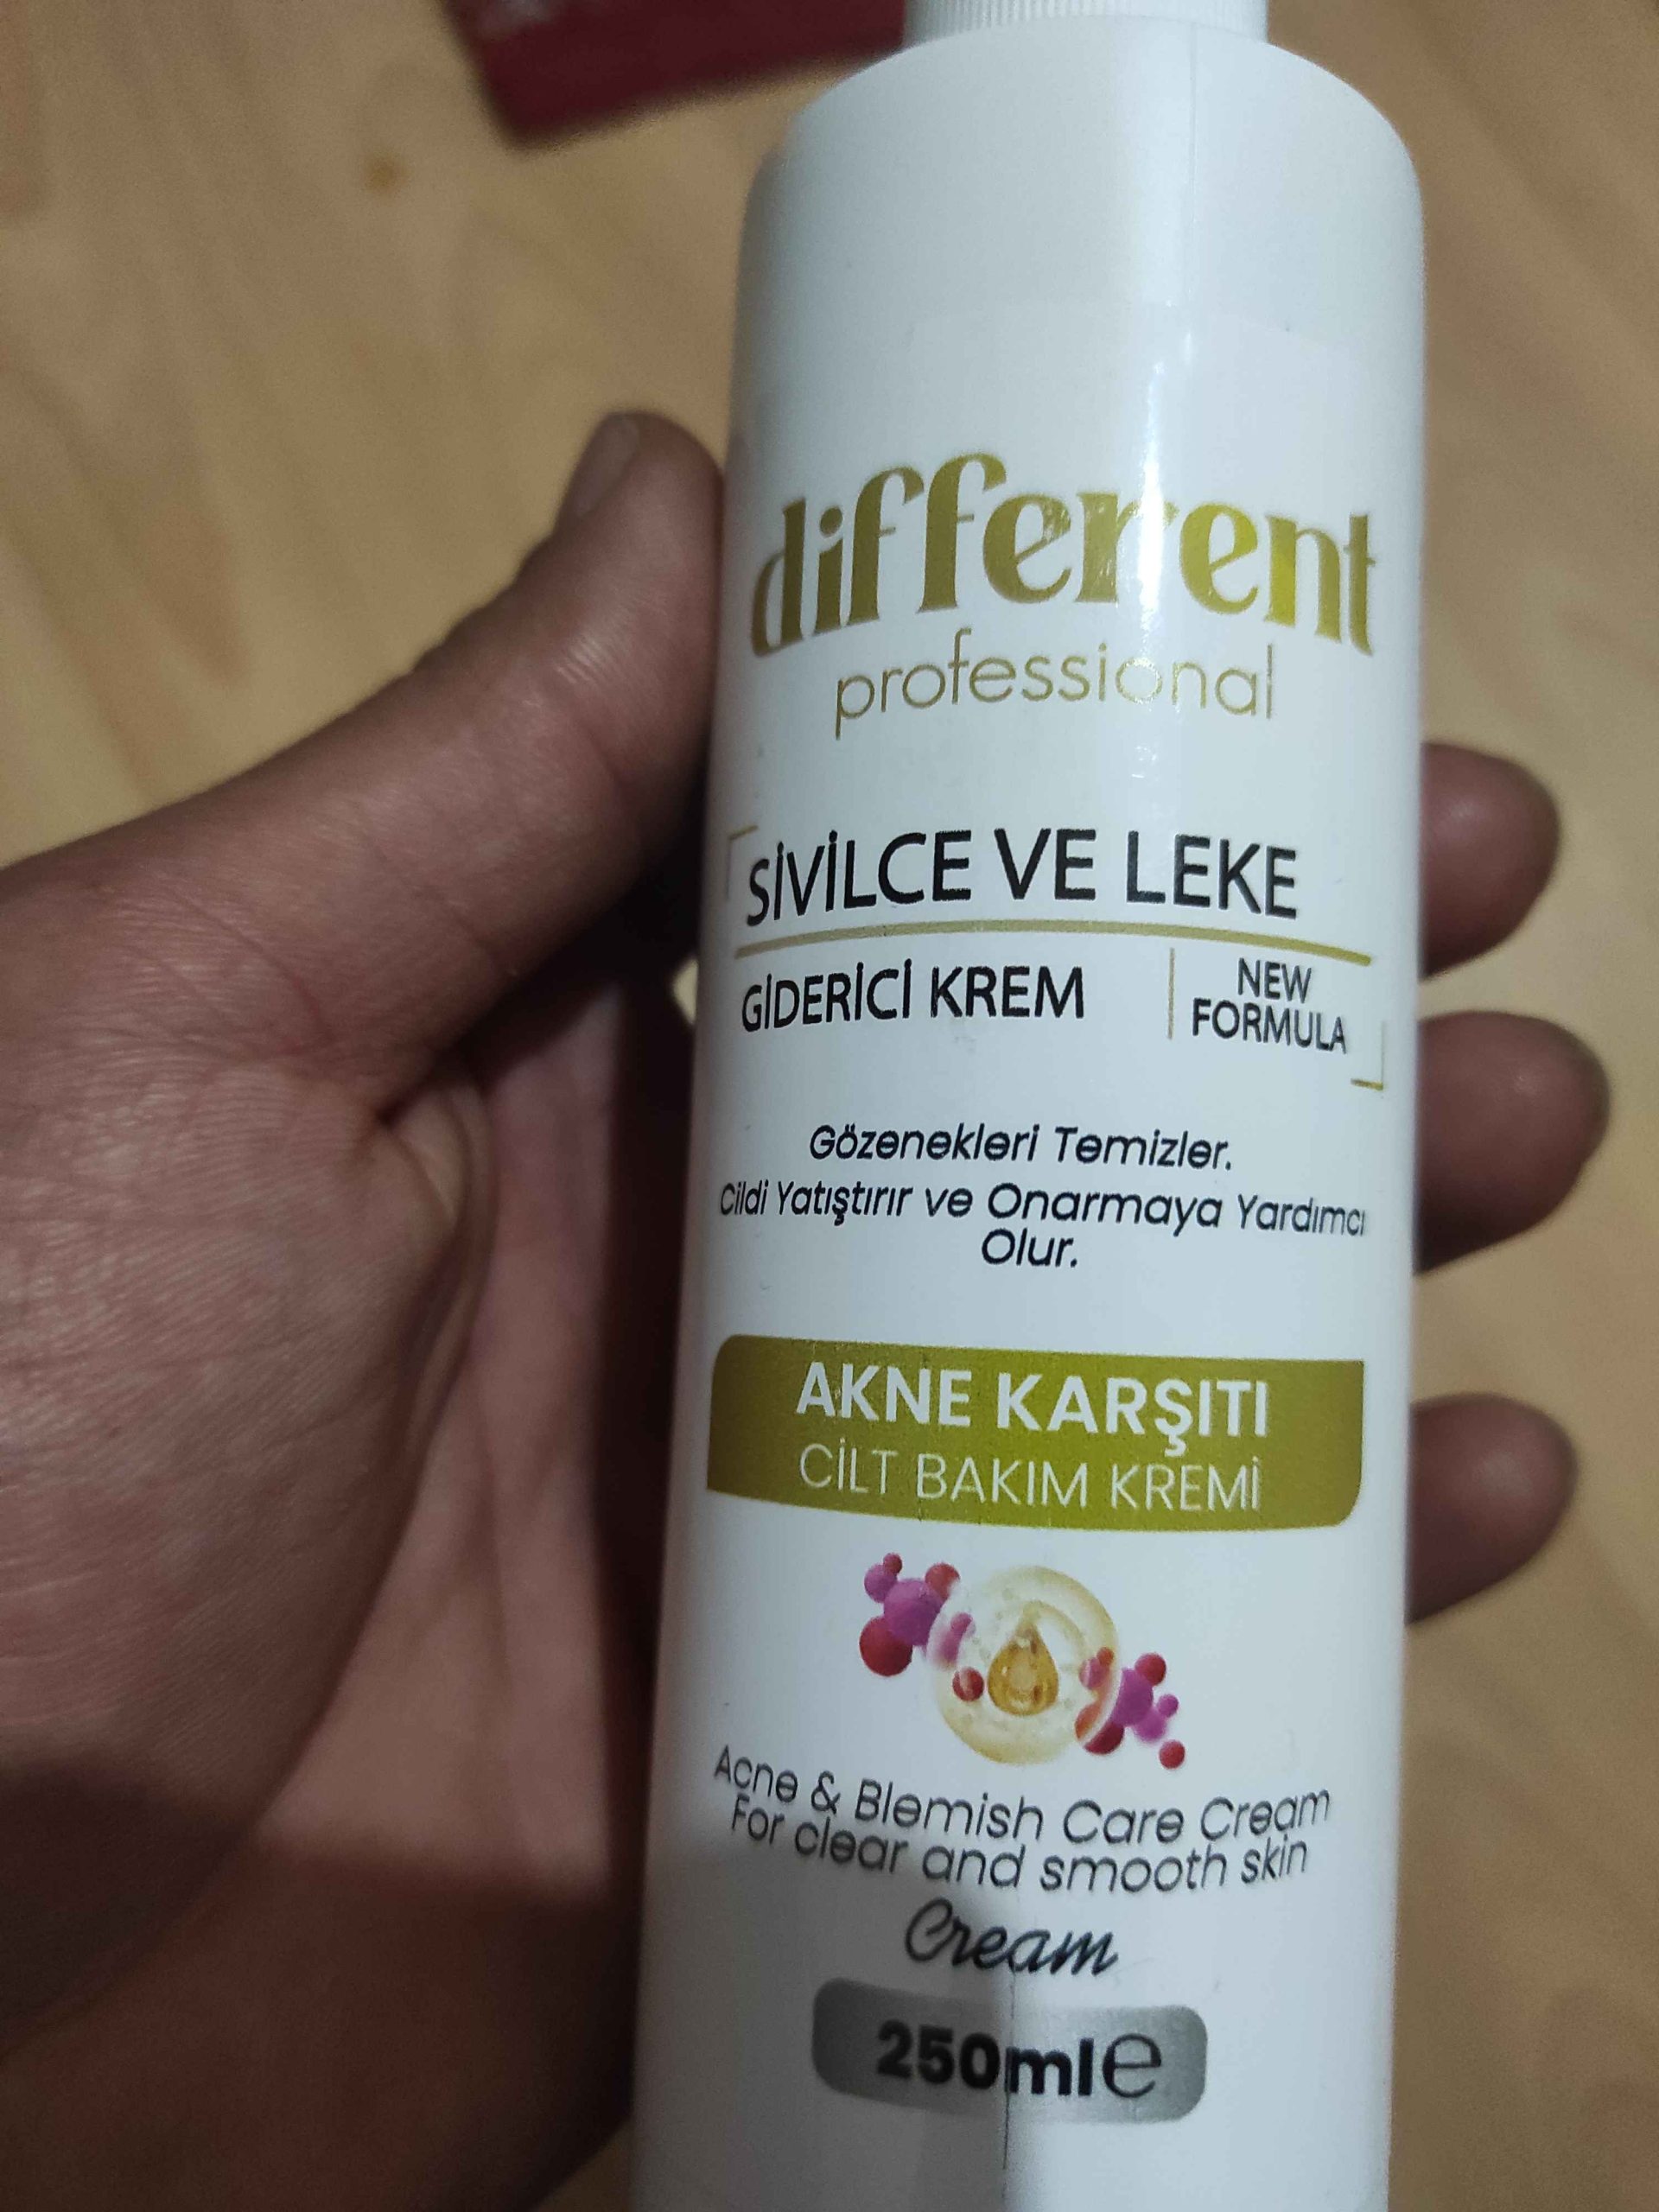 different
professional
SİVİLCE VE LEKE
GİDERİCİ KREM
NEW
FORMULA
Gözenekleri Temizler.
Cildi Yatıştırır ve Onarmaya Yardımcı
Olur.
AKNE KARŞITI
CİLT BAKIM KREMİ
Acne & Blemish Care Cream
For clear and smooth skin
Cream
250ml℮